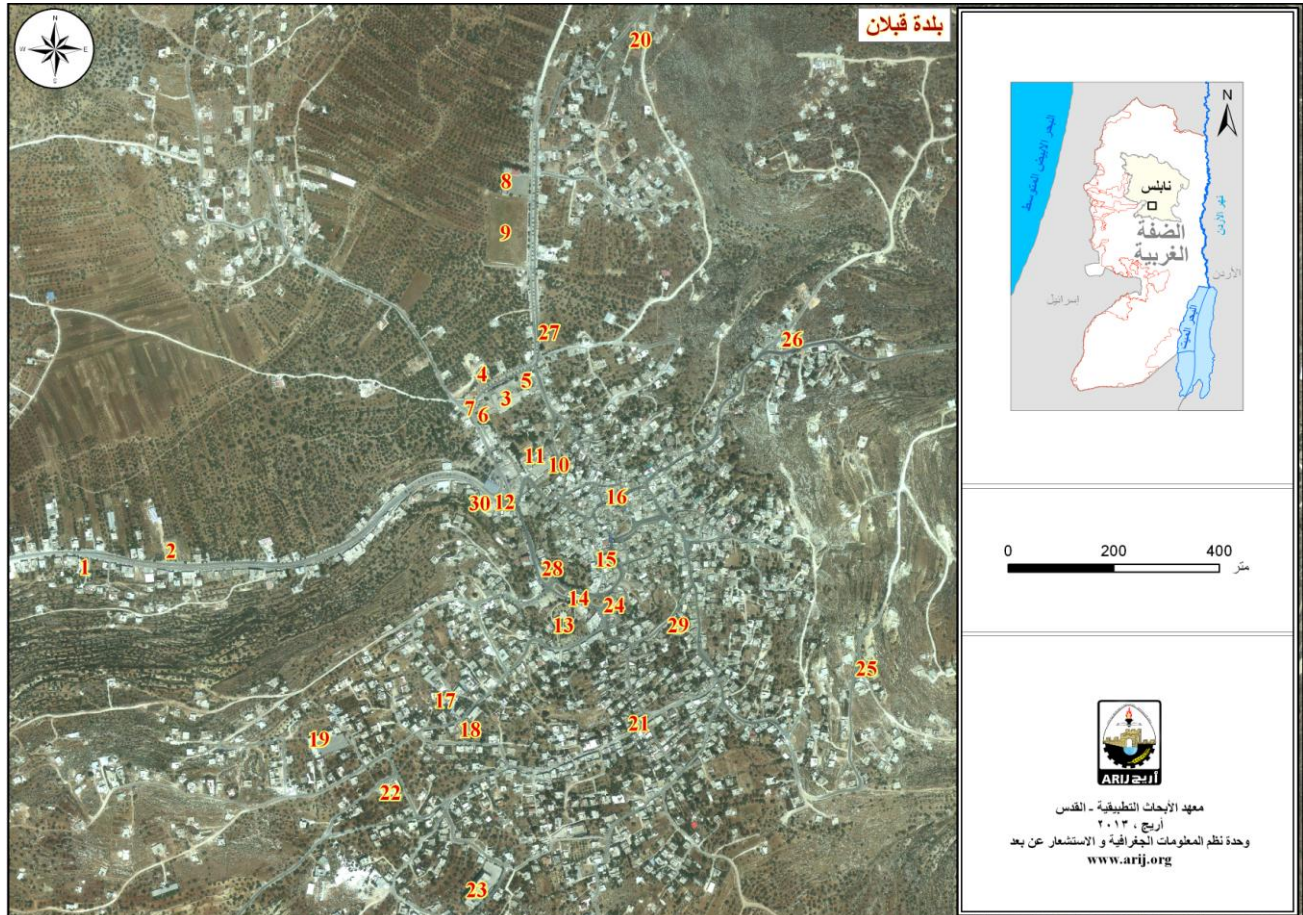 بلدة قبلان
N
E
S
W
20
8
9
27
26
4
5
3
7
6
11
10
16
30
12
2
1
15
28
14
24
13
29
25
17
21
18
19
22
23
N
البحر الابيض المتوسط
نابلس
نهر الأردن
الضفة
الغربية
الأردن
اسرائيل
البحر الميت
0 200 400
متر
ARIJ أريج
معهد الأبحاث التطبيقية - القدس
أريج ، ٢٠١٣
وحدة نظم المعلومات الجغرافية و الاستشعار عن بعد
www.arij.org